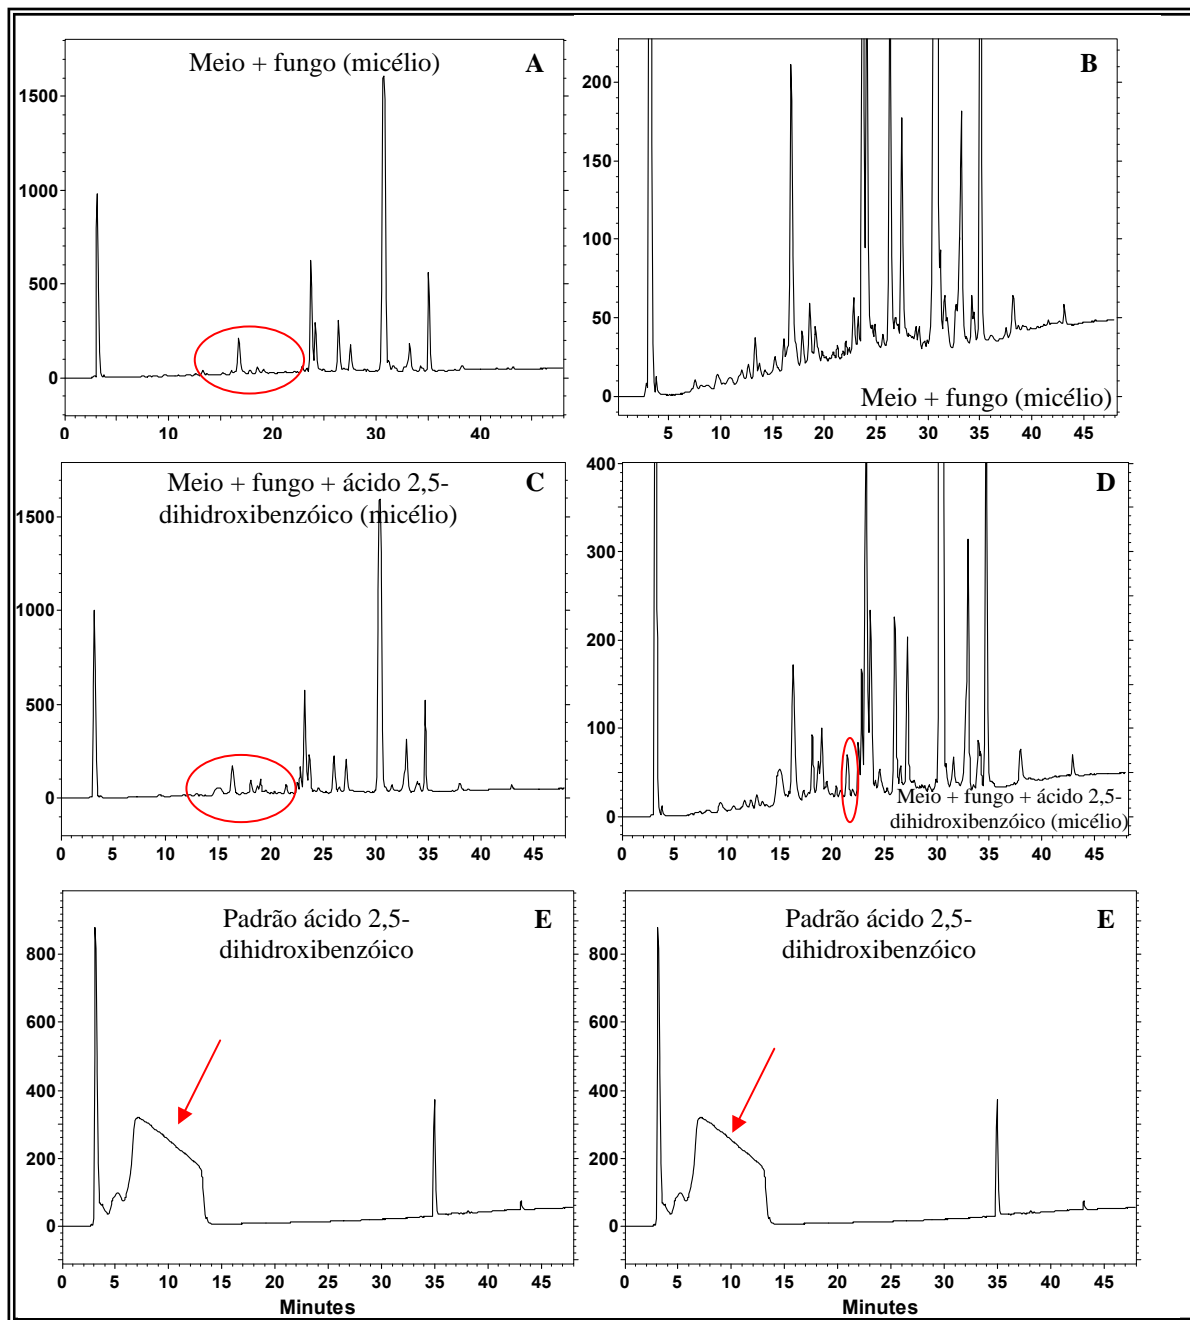 Meio + fungo (micélio) A
1500
1000
500
0
0 10 20 30 40
B
200
150
100
50
0
Meio + fungo (micélio)
5 10 15 20 25 30 35 40 45
Meio + fungo + ácido 2,5- C
dihidroxibenzóico (micélio)
1500
1000
500
0
0 5 10 15 20 25 30 35 40 45
D
400
300
200
100
0
Meio + fungo + ácido 2,5-
dihidroxibenzóico (micélio)
0 5 10 15 20 25 30 35 40 45
Padrão ácido 2,5- E
dihidroxibenzóico
800
600
400
200
0
0 5 10 15 20 25 30 35 40 45
Minutes
Padrão ácido 2,5- E
dihidroxibenzóico
800
600
400
200
0
0 5 10 15 20 25 30 35 40 45
Minutes